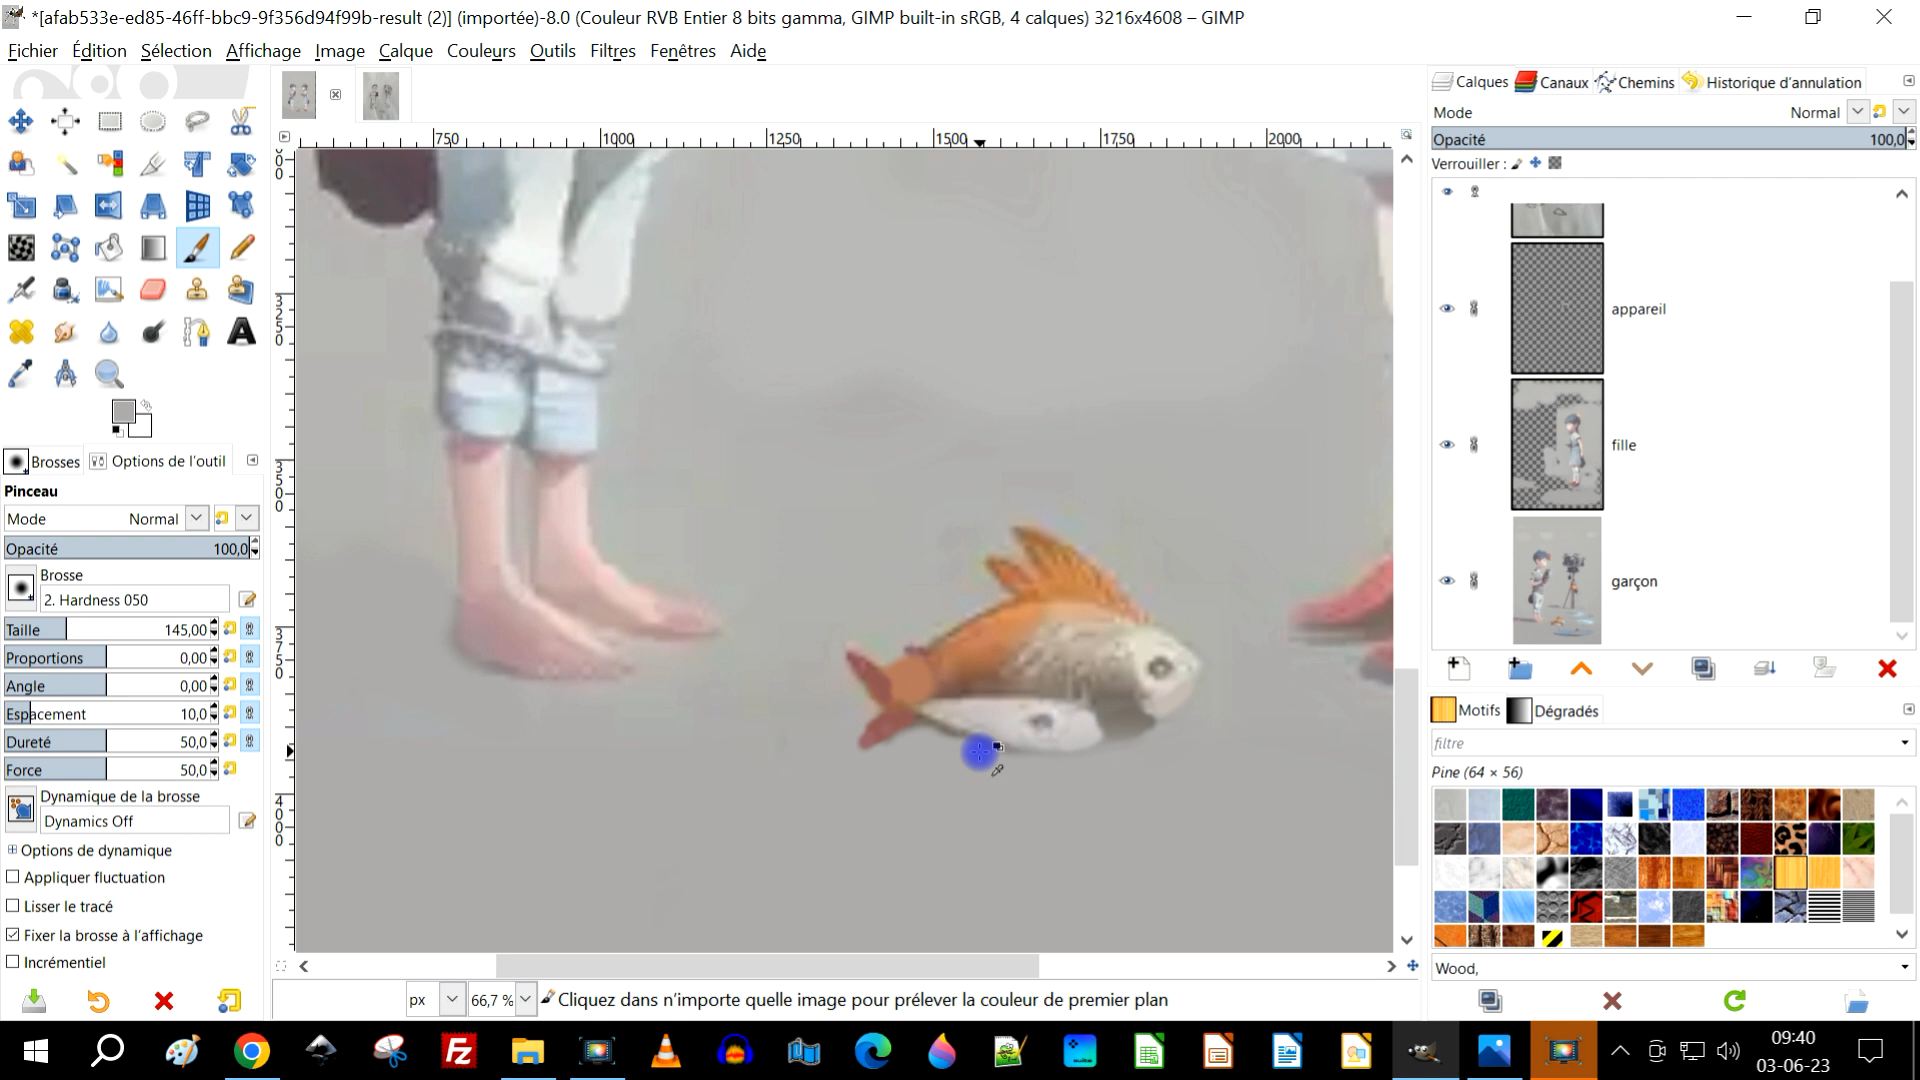 *[afab533e-ed85-46ff-bbc9-9f356d94f99b-result (2)] (importée)-8.0 (Couleur RVB Entier 8 bits gamma, GIMP built-in sRGB, 4 calques) 3216x4608 – GIMP
Fichier Édition Sélection Affichage Image Calque Couleurs Outils Filtres Fenêtres Aide
Calques Canaux Chemins Historique d'annulation
Mode Normal
Opacité 100,0
Verrouiller :
750 1000 1250 1500 1750 2000
3250
3500
3750
4000
appareil
fille
garçon
Brosses Options de l'outil
Pinceau
Mode Normal
Opacité 100,0
Brosse
2. Hardness 050
Taille 145,00
Proportions 0,00
Angle 0,00
Espacement 10,0
Dureté 50,0
Force 50,0
Dynamique de la brosse
Dynamics Off
Options de dynamique
Appliquer fluctuation
Lisser le tracé
Fixer la brosse à l'affichage
Incrémentiel
Motifs Dégradés
filtre
Pine (64 × 56)
Wood,
px 66,7 % Cliquez dans n'importe quelle image pour prélever la couleur de premier plan
09:40
03-06-23